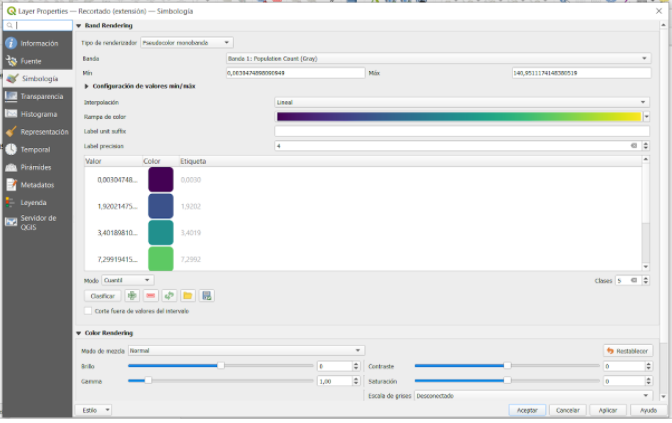 Layer Properties — Recortado (extensión) — Simbología
Información
Fuente
Simbología
Transparencia
Histograma
Representación
Temporal
Pirámides
Metadatos
Leyenda
Servidor de
QGIS
Band Rendering
Tipo de renderizador Pseudocolor monobanda
Banda Banda 1: Population Count (Gray)
Mín 0,0030474898090949 Máx 140,9511174148380519
Configuración de valores min/máx
Interpolación Lineal
Rampa de color
Label unit suffix
Label precision 4
Valor Color Etiqueta
0,00304748... 0,0030
1,92021475... 1,9202
3,40189810... 3,4019
7,29919415... 7,2992
Modo Cuantil Clases 5
Clasificar
Corte fuera de valores del intervalo
Color Rendering
Modo de mezcla Normal Restablecer
Brillo 0 Contraste 0
Gamma 1,00 Saturación 0
Escala de grises Desconectado
Estilo Aceptar Cancelar Aplicar Ayuda